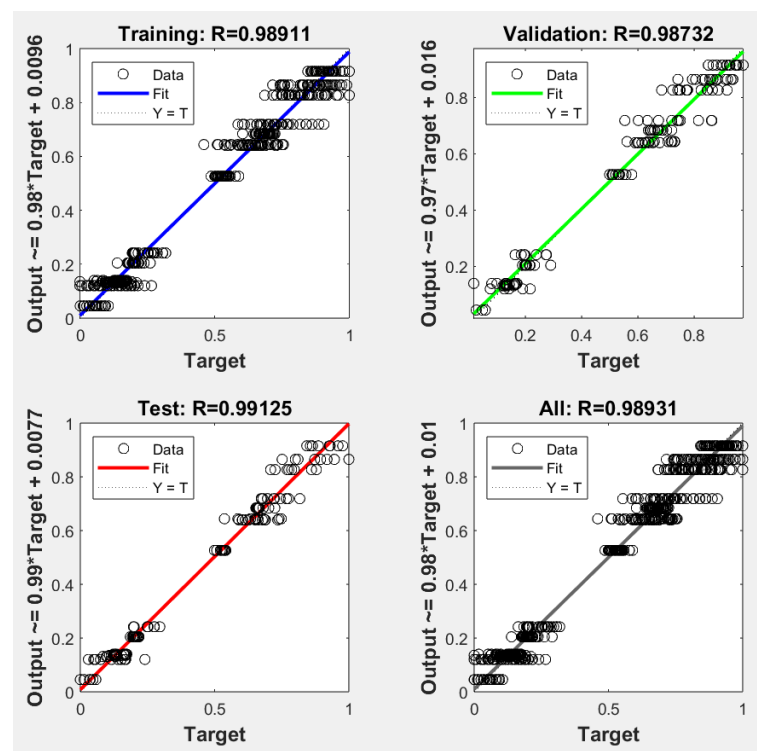 Training: R=0.98911
Output ~= 0.98*Target + 0.0096
1
0.8
0.6
0.4
0.2
0
Data
Fit
Y = T
0 0.5 1
Target
Validation: R=0.98732
Output ~= 0.97*Target + 0.016
0.8
0.6
0.4
0.2
Data
Fit
Y = T
0.2 0.4 0.6 0.8
Target
Test: R=0.99125
Output ~= 0.99*Target + 0.0077
1
0.8
0.6
0.4
0.2
0
Data
Fit
Y = T
0 0.5 1
Target
All: R=0.98931
Output ~= 0.98*Target + 0.01
1
0.8
0.6
0.4
0.2
0
Data
Fit
Y = T
0 0.5 1
Target